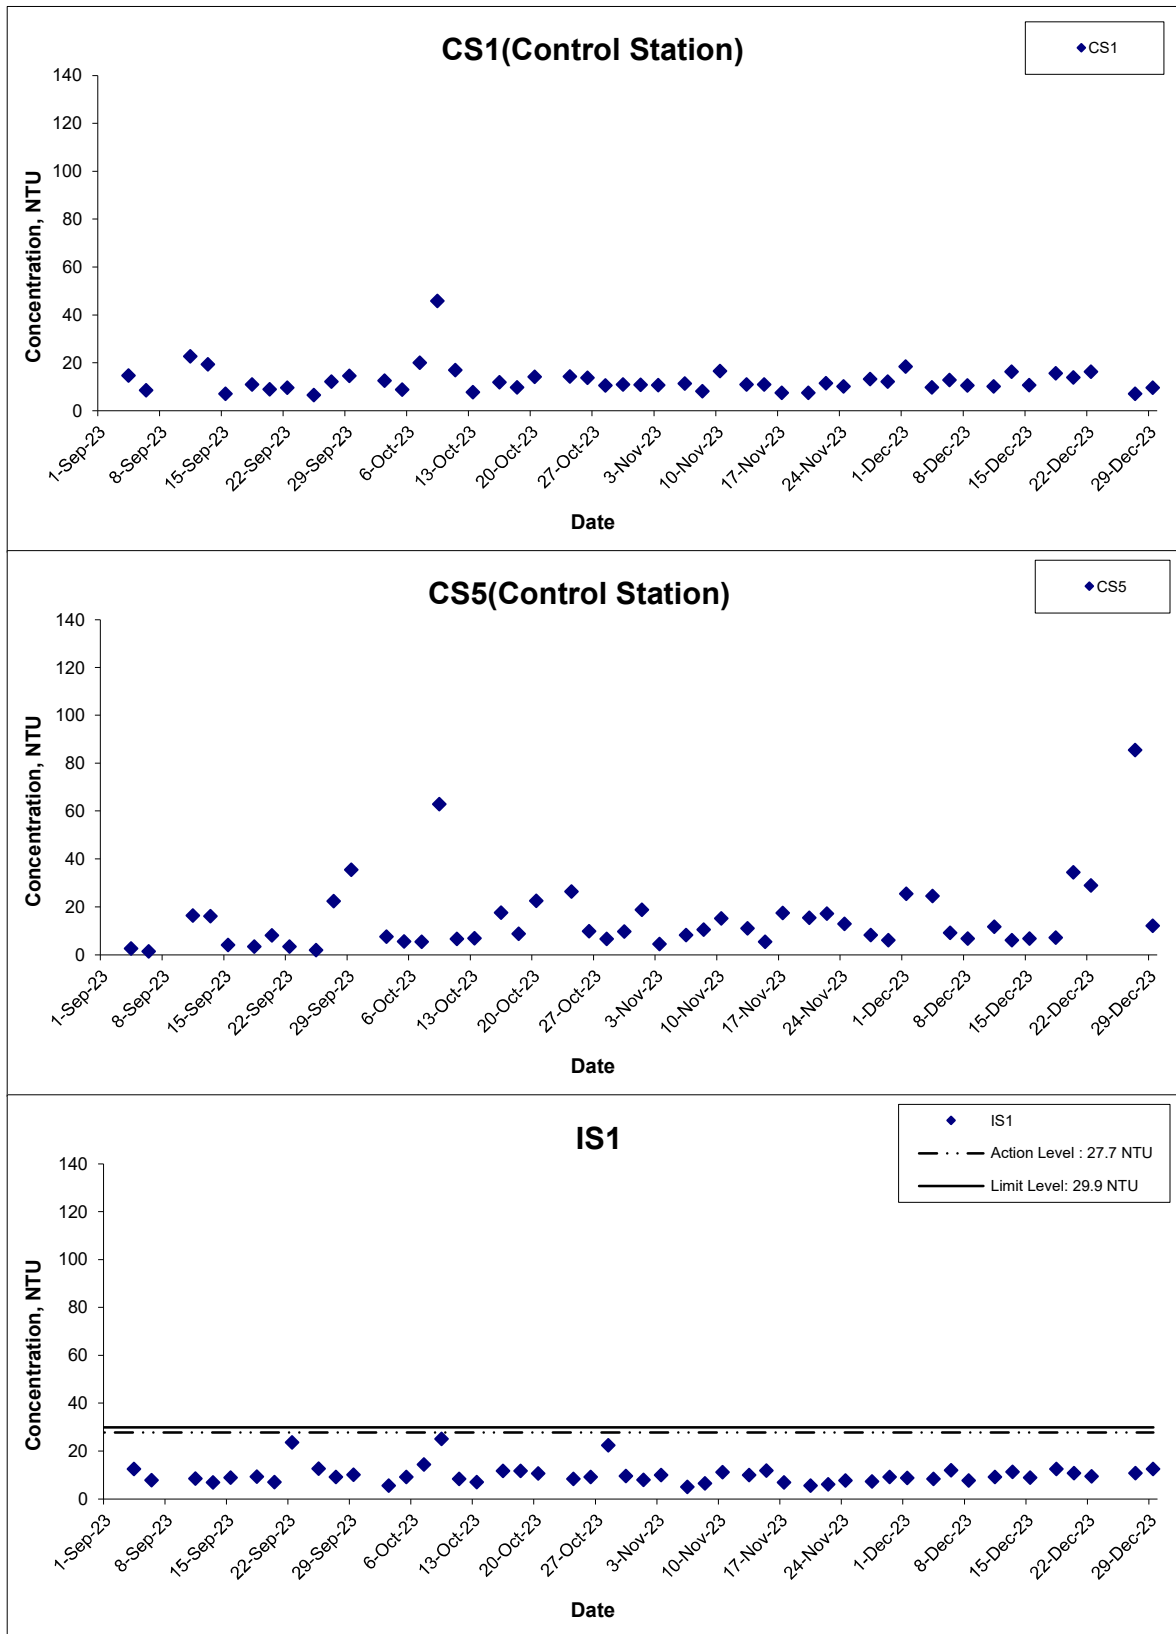 CS1(Control Station)
CS1
140
120
100
80
60
40
20
0
Concentration, NTU
1-Sep-23
8-Sep-23
15-Sep-23
22-Sep-23
29-Sep-23
6-Oct-23
13-Oct-23
20-Oct-23
27-Oct-23
3-Nov-23
10-Nov-23
17-Nov-23
24-Nov-23
1-Dec-23
8-Dec-23
15-Dec-23
22-Dec-23
29-Dec-23
Date
CS5(Control Station)
CS5
140
120
100
80
60
40
20
0
Concentration, NTU
1-Sep-23
8-Sep-23
15-Sep-23
22-Sep-23
29-Sep-23
6-Oct-23
13-Oct-23
20-Oct-23
27-Oct-23
3-Nov-23
10-Nov-23
17-Nov-23
24-Nov-23
1-Dec-23
8-Dec-23
15-Dec-23
22-Dec-23
29-Dec-23
Date
IS1
IS1
Action Level : 27.7 NTU
Limit Level: 29.9 NTU
140
120
100
80
60
40
20
0
Concentration, NTU
1-Sep-23
8-Sep-23
15-Sep-23
22-Sep-23
29-Sep-23
6-Oct-23
13-Oct-23
20-Oct-23
27-Oct-23
3-Nov-23
10-Nov-23
17-Nov-23
24-Nov-23
1-Dec-23
8-Dec-23
15-Dec-23
22-Dec-23
29-Dec-23
Date